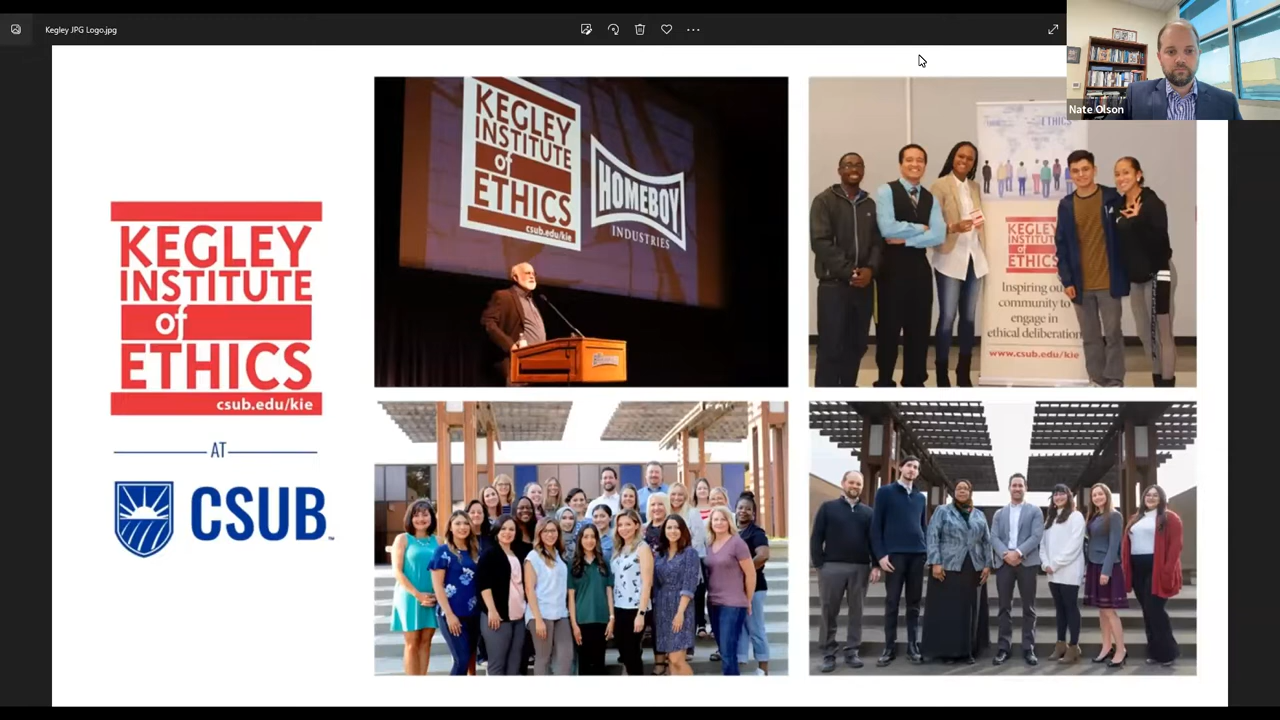 Kegley JPG Logo.jpg
Nate Olson
KEGLEY
INSTITUTE
of
ETHICS
csub.edu/kie
AT
CSUB
KEGLEY
INSTITUTE
of
ETHICS
csub.edu/kie
HOMEBOY
INDUSTRIES
ETHICS
KEGLEY
INSTITUTE
of
ETHICS
Inspiring our
community to
engage in
ethical deliberation
www.csub.edu/kie